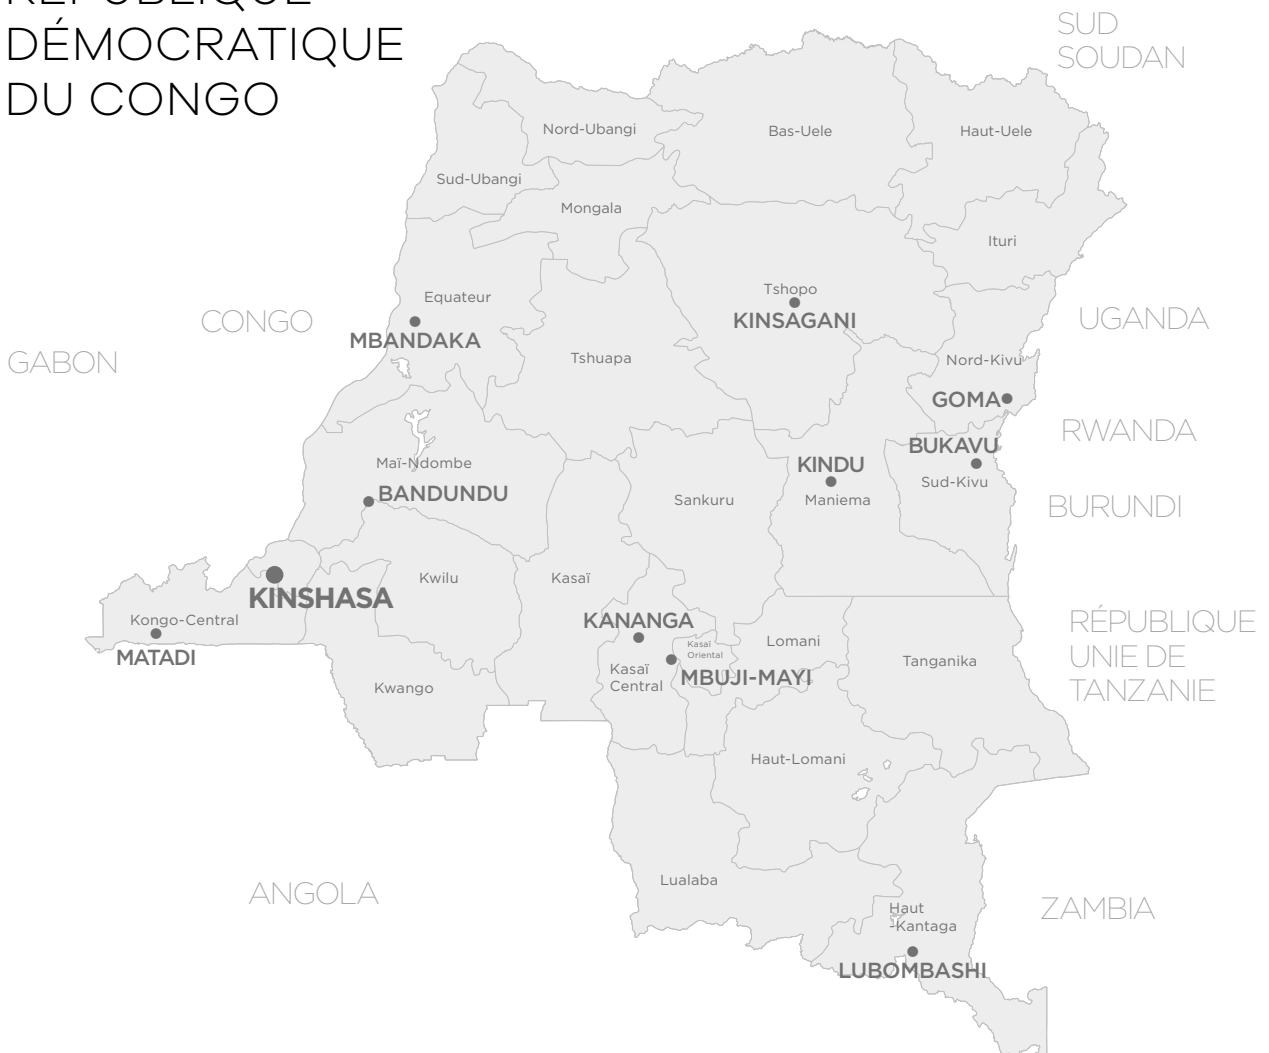 RÉPUBLIQUE
DÉMOCRATIQUE
DU CONGO
SUD
SOUDAN
Nord-Ubangi
Bas-Uele
Haut-Uele
Sud-Ubangi
Mongala
Ituri
Tshopo
KINSAGANI
Equateur
MBANDAKA
CONGO
GABON
UGANDA
Tshuapa
Nord-Kivu
GOMA
RWANDA
BUKAVU
Sud-Kivu
BURUNDI
KINDU
Maniema
Maï-Ndombe
BANDUNDU
Sankuru
Kwilu
Kasaï
KINSHASA
Kongo-Central
MATADI
KANANGA
Kasaï
Oriental
Lomani
MBUJI-MAYI
Kasaï
Central
Tanganika
RÉPUBLIQUE
UNIE DE
TANZANIE
Kwango
Haut-Lomani
Lualaba
ANGOLA
Haut
-Kantaga
ZAMBIA
LUBOMBASHI